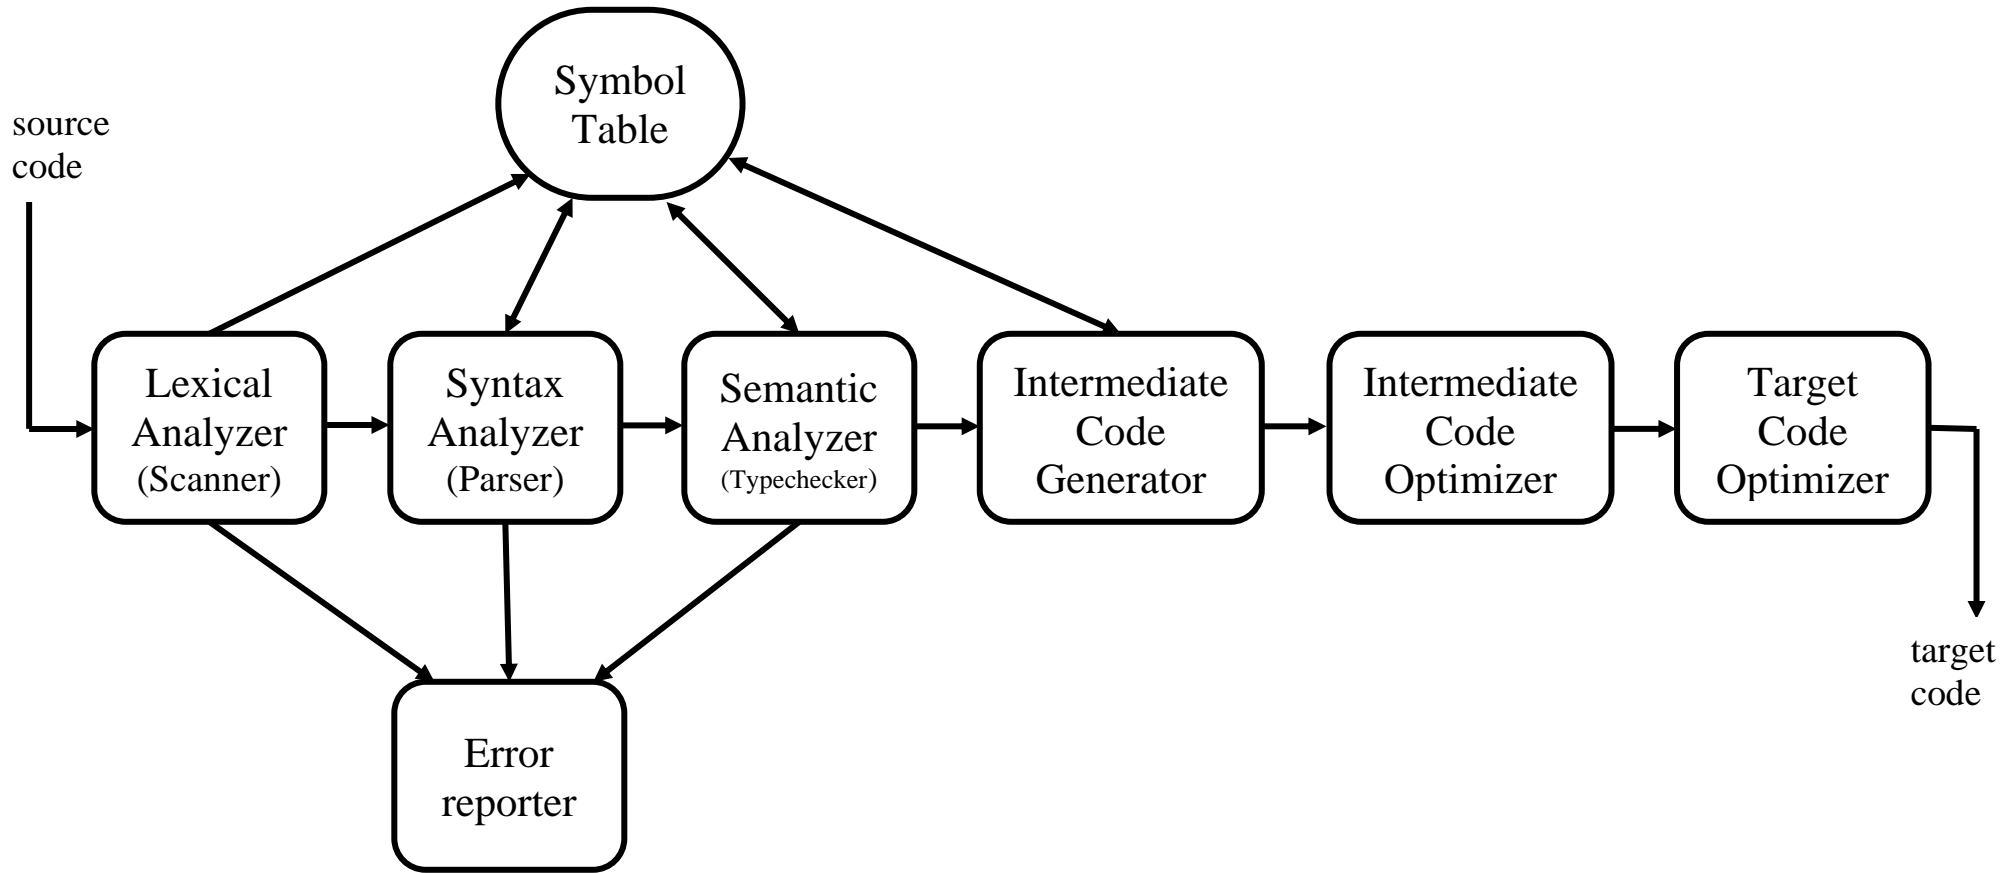 Symbol
Table
source
code
Lexical
Analyzer
(Scanner)
Syntax
Analyzer
(Parser)
Semantic
Analyzer
(Typechecker)
Intermediate
Code
Generator
Intermediate
Code
Optimizer
Target
Code
Optimizer
target
code
Error
reporter